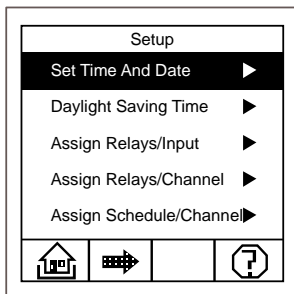 Setup
Set Time And Date
Daylight Saving Time
Assign Relays/Input
Assign Relays/Channel
Assign Schedule/Channel
?